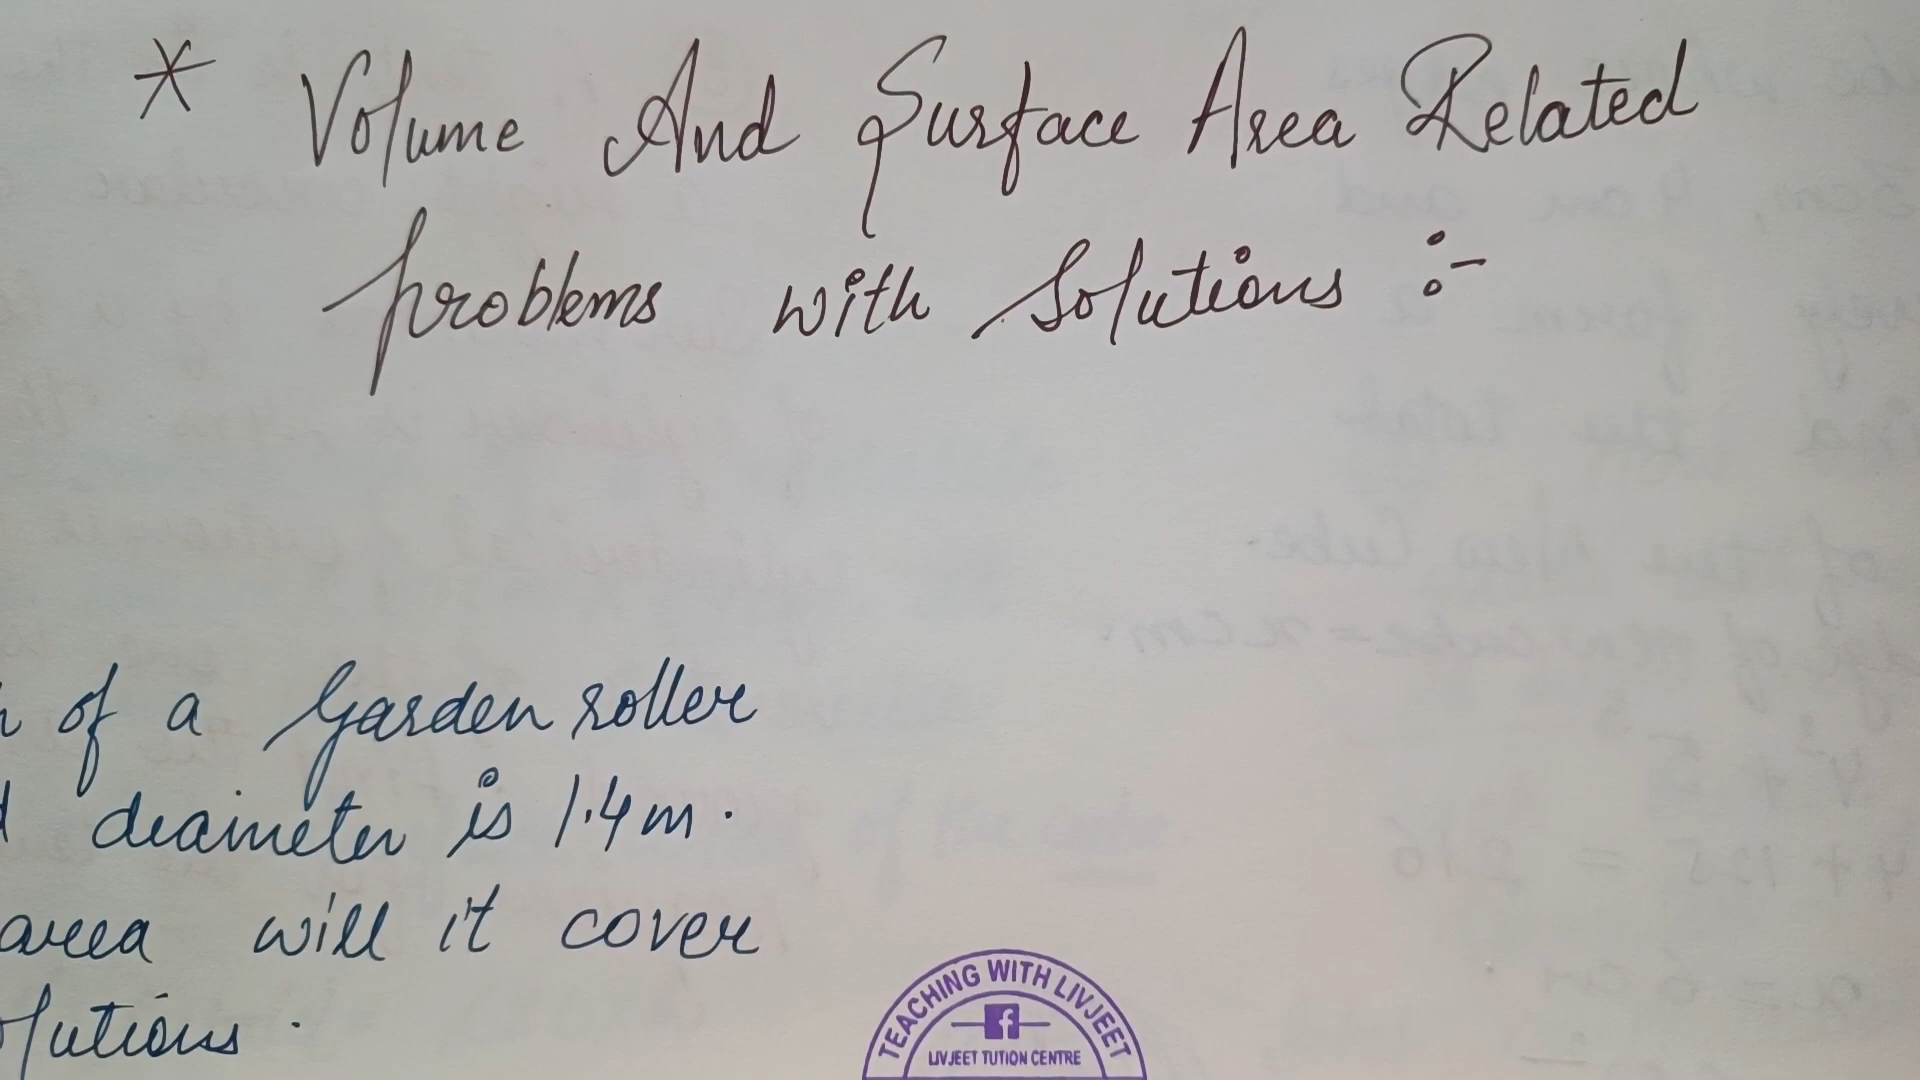 * Volume And Surface Area Related
problems with Solutions :-
of a Garden roller
diameter is 1.4m.
area will it cover
TEACHING WITH LIVJEET
f
LIVJEET TUTION CENTRE